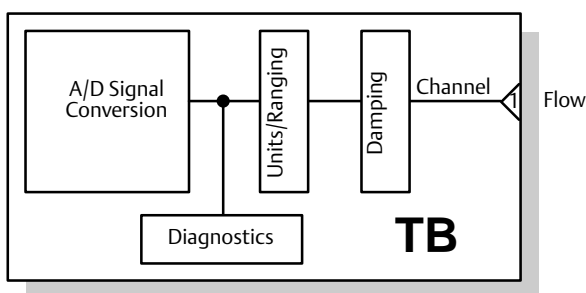 A/D Signal
Conversion
Units/Ranging
Damping
Channel
1
Flow
Diagnostics
TB